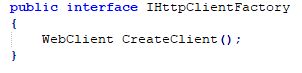 public interface IHttpClientFactory
{
    WebClient CreateClient();
}